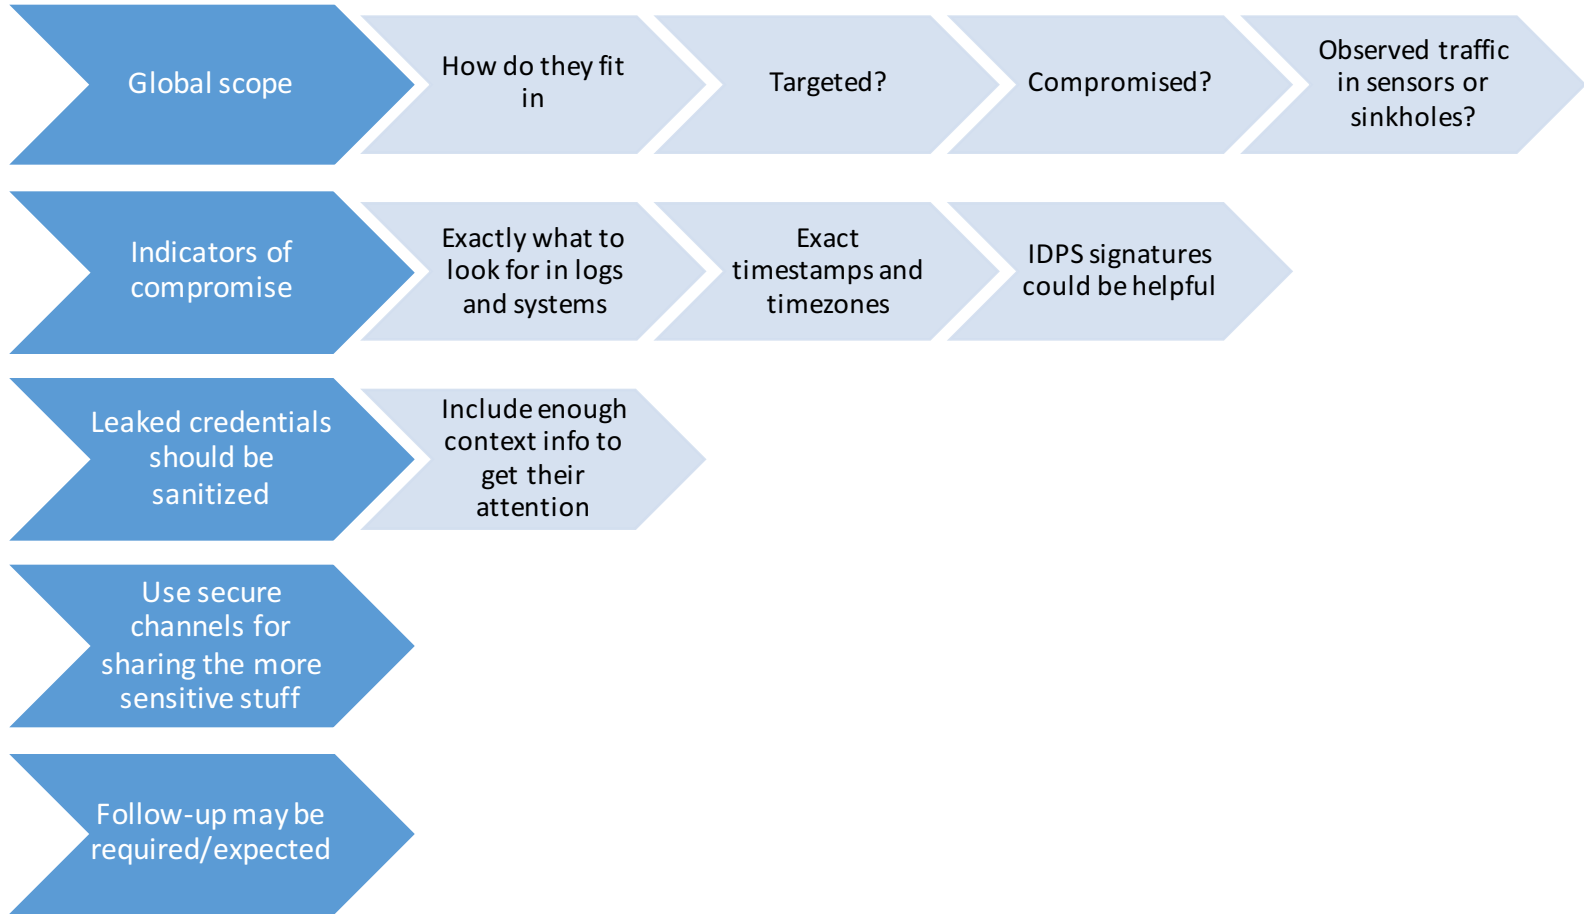 Global scope
How do they fit
in
Targeted?
Compromised?
Observed traffic
in sensors or
sinkholes?
Indicators of
compromise
Exactly what to
look for in logs
and systems
Exact
timestamps and
timezones
IDPS signatures
could be helpful
Leaked credentials
should be
sanitized
Include enough
context info to
get their
attention
Use secure
channels for
sharing the more
sensitive stuff
Follow-up may be
required/expected